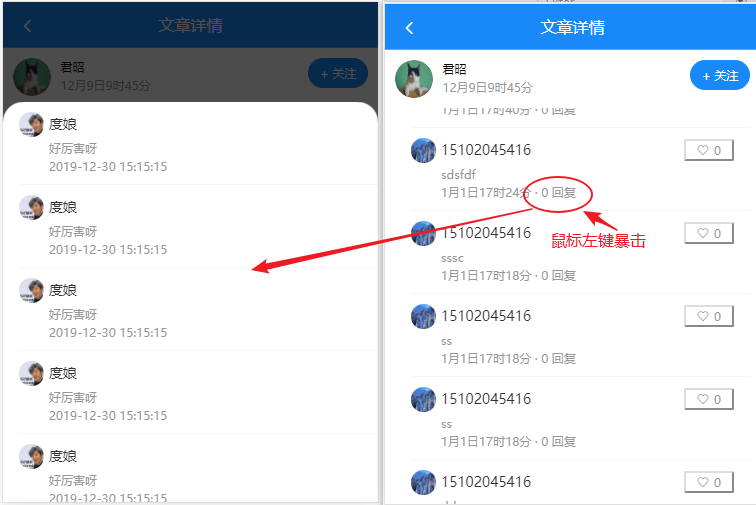 文章详情
君昭
12月9日9时45分
+ 关注
度娘
好厉害呀
2019-12-30 15:15:15
度娘
好厉害呀
2019-12-30 15:15:15
度娘
好厉害呀
2019-12-30 15:15:15
度娘
好厉害呀
2019-12-30 15:15:15
度娘
好厉害呀
2019-12-30 15:15:15
文章详情
君昭
12月9日9时45分
+ 关注
1月1日17时40分 · 0 回复
15102045416
0
sdsfdf
1月1日17时24分 · 0 回复
鼠标左键暴击
15102045416
0
sssc
1月1日17时18分 · 0 回复
15102045416
0
ss
1月1日17时18分 · 0 回复
15102045416
0
ss
1月1日17时18分 · 0 回复
15102045416
0